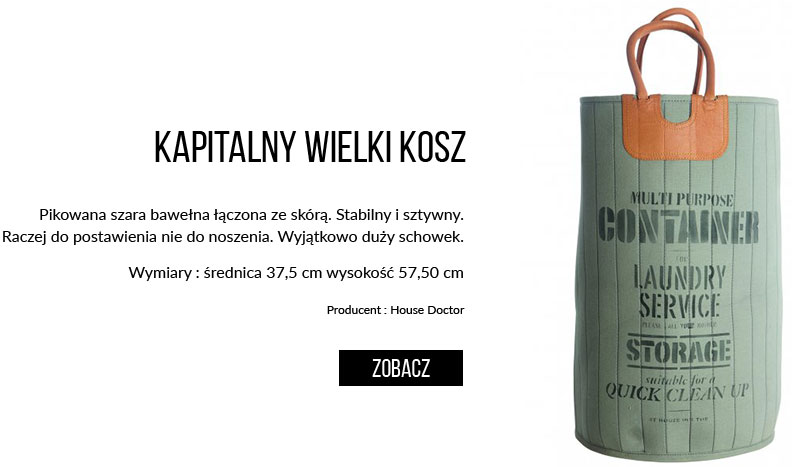 KAPITALNY WIELKI KOSZ
Pikowana szara bawełna łączona ze skórą. Stabilny i sztywny.
Raczej do postawienia nie do noszenia. Wyjątkowo duży schowek.
Wymiary : średnica 37,5 cm wysokość 57,50 cm
Producent : House Doctor
ZOBACZ
MULTI PURPOSE
CONTAINER
FOR
LAUNDRY
SERVICE
STORAGE
suitable for a
QUICK CLEAN UP